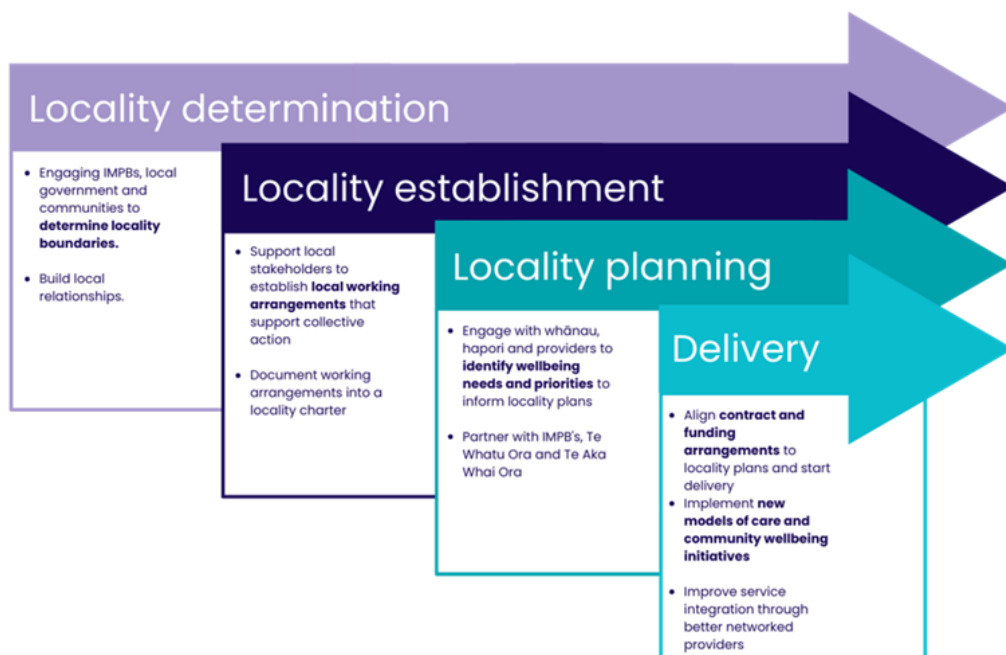 Locality determination
• Engaging IMPBs, local
government and
communities to
determine locality
boundaries.
• Build local
relationships.
Locality establishment
• Support local
stakeholders to
establish local working
arrangements that
support collective
action
• Document working
arrangements into a
locality charter
Locality planning
• Engage with whānau,
hapori and providers to
identify wellbeing
needs and priorities to
inform locality plans
• Partner with IMPB's, Te
Whatu Ora and Te Aka
Whai Ora
Delivery
• Align contract and
funding
arrangements to
locality plans and start
delivery
• Implement new
models of care and
community wellbeing
initiatives
• Improve service
integration through
better networked
providers